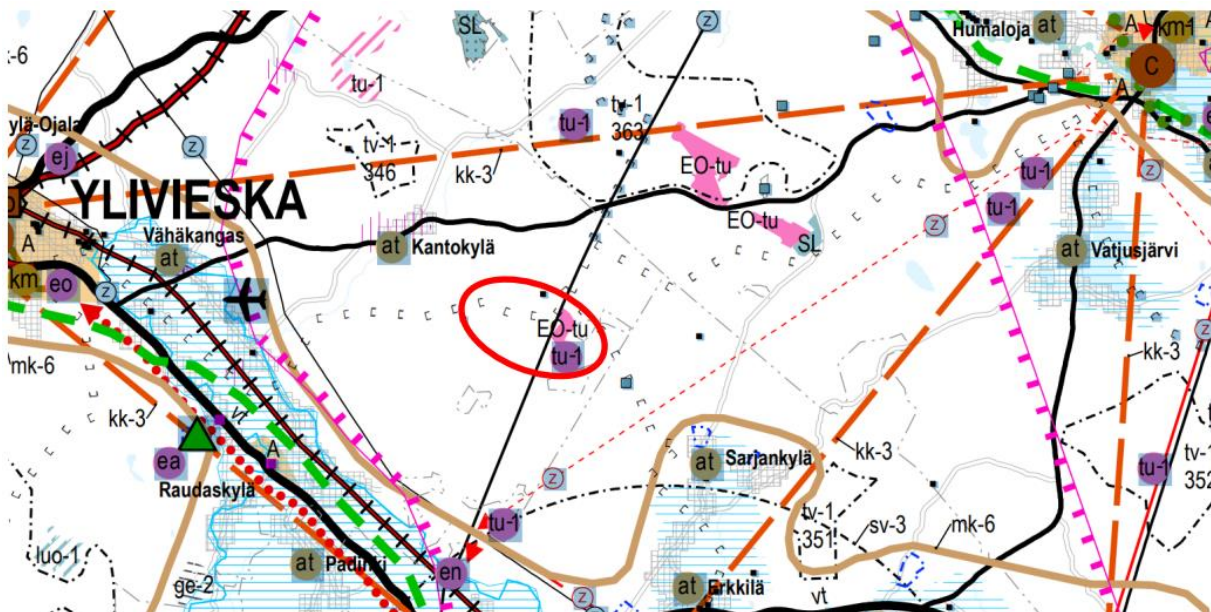 z
Humaloja
at
A
km-1
SL
C
A
k-6
tu-1
ylä-Ojala
z
z
tu-1
tv-1
363
ej
tv-1
346
kk-3
EO-tu
tu-1
z
YLIVIESKA
EO-tu
tu-1
z
A
Vähäkangas
at
at
Kantokylä
SL
at
Vatjusjärvi
km
eo
z
EO-tu
z
mk-6
tu-1
kk-3
kk-3
vt
ea
A
at
Sarjankylä
kk-3
tu-1
tv-1
352
Raudaskylä
z
tu-1
tv-1
351
sv-3
mk-6
luo-1
at
Padinki
en
at
Erkkilä
ge-2
z
vt